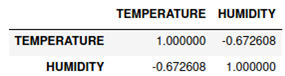 TEMPERATURE HUMIDITY
TEMPERATURE 1.000000 -0.672608
HUMIDITY -0.672608 1.000000